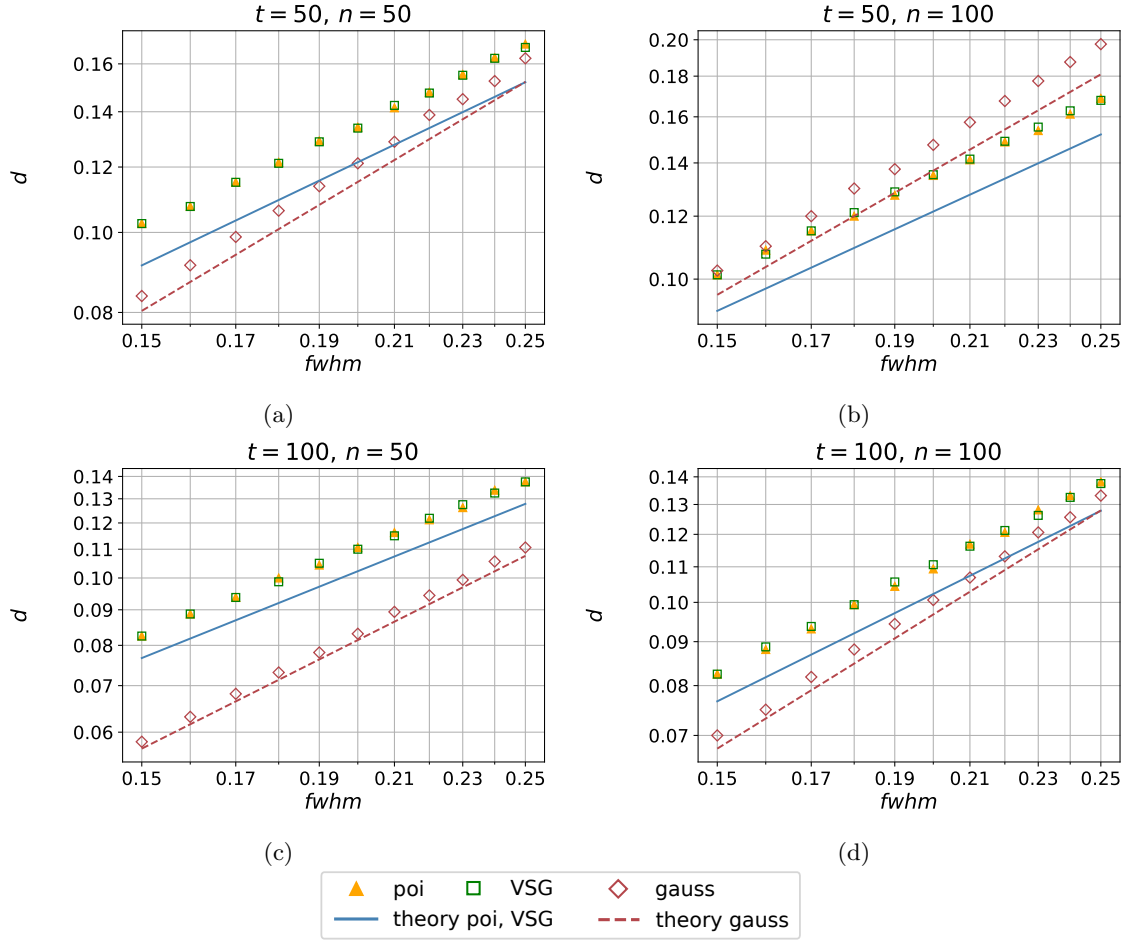 t = 50, n = 50
0.16
0.14
0.12
0.10
0.08
d
0.15 0.17 0.19 0.21 0.23 0.25
fwhm
(a)
t = 50, n = 100
0.20
0.18
0.16
0.14
0.12
0.10
d
0.15 0.17 0.19 0.21 0.23 0.25
fwhm
(b)
t = 100, n = 50
0.14
0.13
0.12
0.11
0.10
0.09
0.08
0.07
0.06
d
0.15 0.17 0.19 0.21 0.23 0.25
fwhm
(c)
t = 100, n = 100
0.14
0.13
0.12
0.11
0.10
0.09
0.08
0.07
d
0.15 0.17 0.19 0.21 0.23 0.25
fwhm
(d)
poi VSG gauss
theory poi, VSG theory gauss